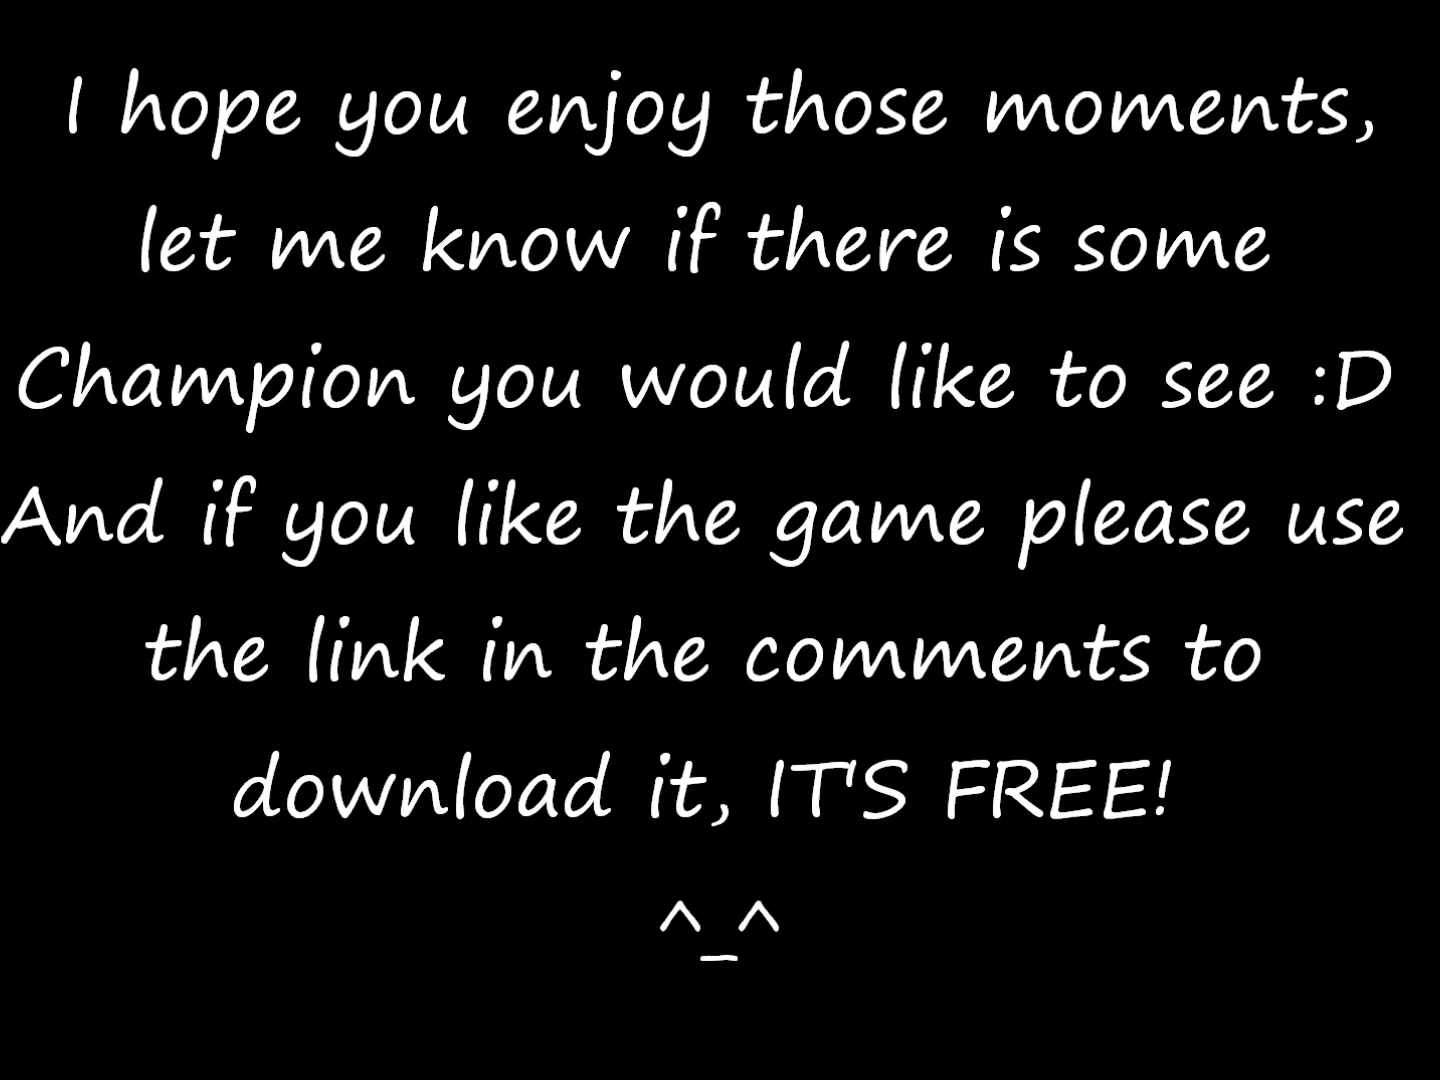 I hope you enjoy those moments,
let me know if there is some
Champion you would like to see :D
And if you like the game please use
the link in the comments to
download it, IT'S FREE!
^_^